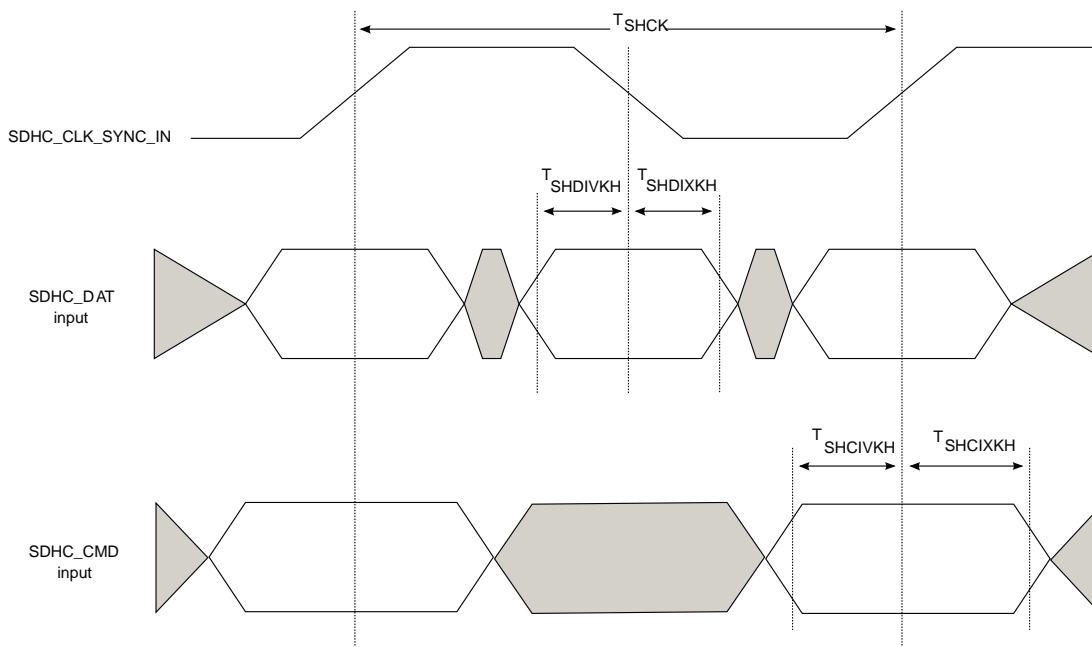 TSHCK
SDHC_CLK_SYNC_IN
TSHDIVKH TSHDIXKH
SDHC_DAT
input
TSHCIVKH TSHCIXKH
SDHC_CMD
input